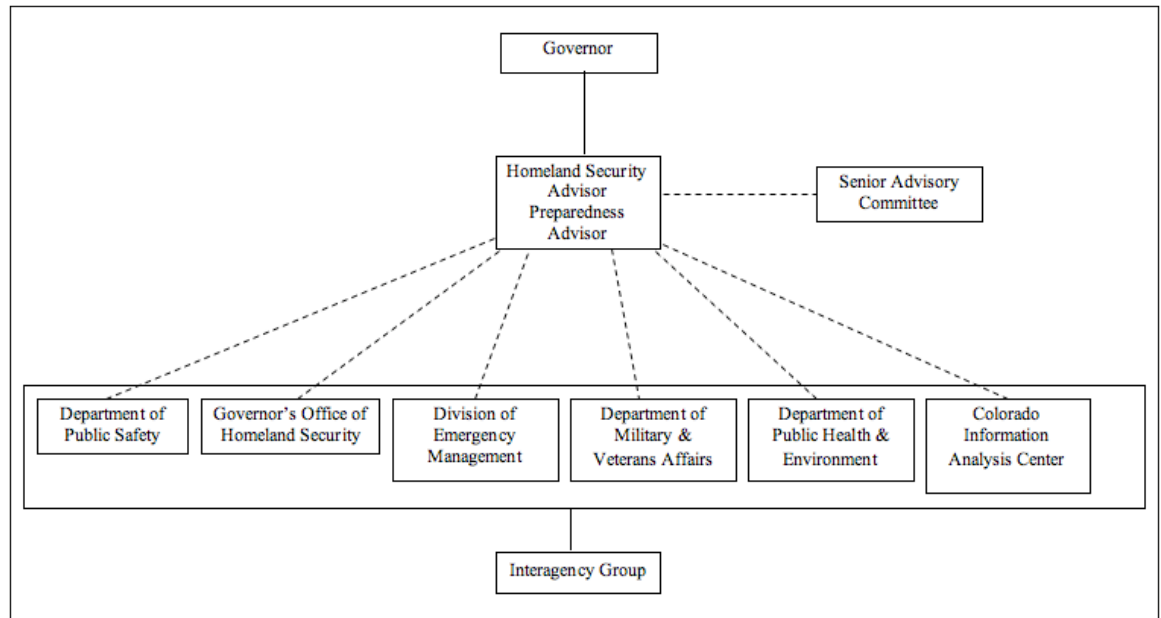 Governor
Homeland Security
Advisor
Preparedness
Advisor
Senior Advisory
Committee
Department of
Public Safety
Governor's Office of
Homeland Security
Division of
Emergency
Management
Department of
Military &
Veterans Affairs
Department of
Public Health &
Environment
Colorado
Information
Analysis Center
Interagency Group